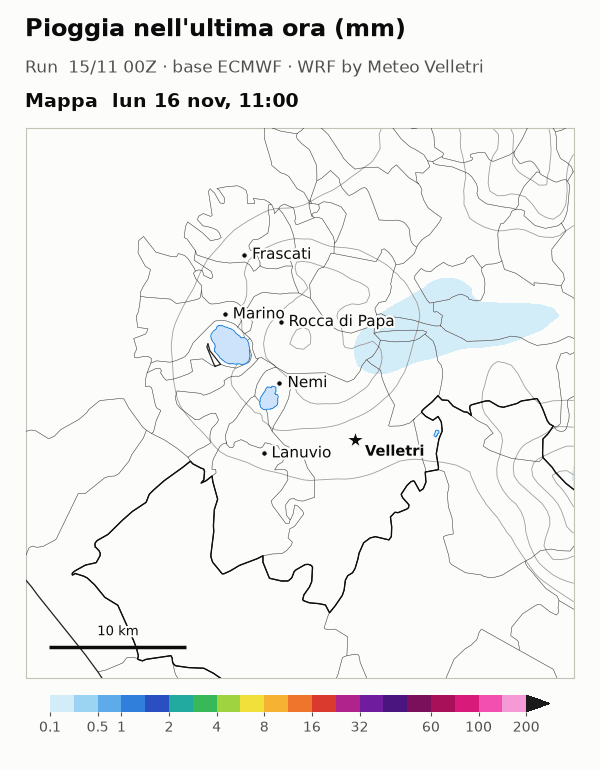 Pioggia nell'ultima ora (mm)
Run  15/11 00Z · base ECMWF · WRF by Meteo Velletri
Mappa  lun 16 nov, 11:00
Frascati
Marino
Rocca di Papa
Nemi
Velletri
Lanuvio
10 km
0.1 0.5 1 2 4 8 16 32 60 100 200